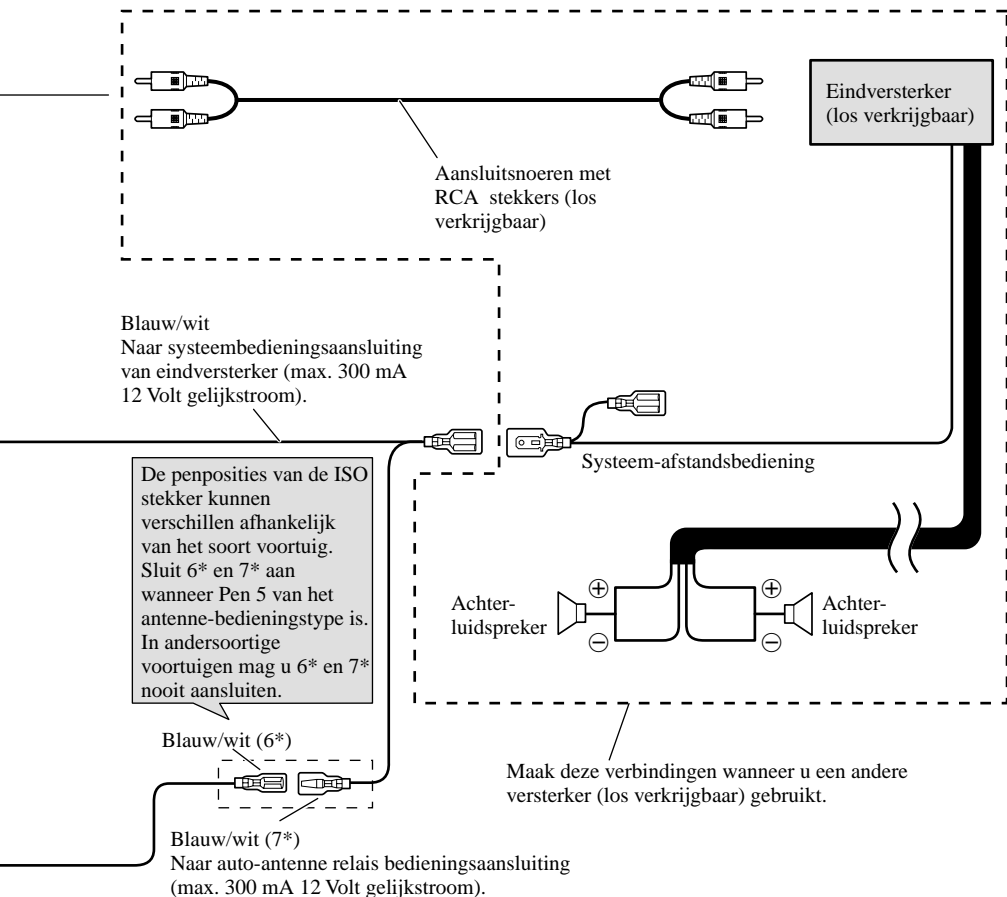 Eindversterker
(los verkrijgbaar)
Aansluitsnoeren met
RCA stekkers (los
verkrijgbaar)
Blauw/wit
Naar systeembedieningsaansluiting
van eindversterker (max. 300 mA
12 Volt gelijkstroom).
Systeem-afstandsbediening
De penposities van de ISO
stekker kunnen
verschillen afhankelijk
van het soort voortuig.
Sluit 6* en 7* aan
wanneer Pen 5 van het
antenne-bedieningstype is.
In andersoortige
voortuigen mag u 6* en 7*
nooit aansluiten.
Achter-
luidspreker
⊕
⊖
⊕
⊖
Achter-
luidspreker
Blauw/wit (6*)
Maak deze verbindingen wanneer u een andere
versterker (los verkrijgbaar) gebruikt.
Blauw/wit (7*)
Naar auto-antenne relais bedieningsaansluiting
(max. 300 mA 12 Volt gelijkstroom).